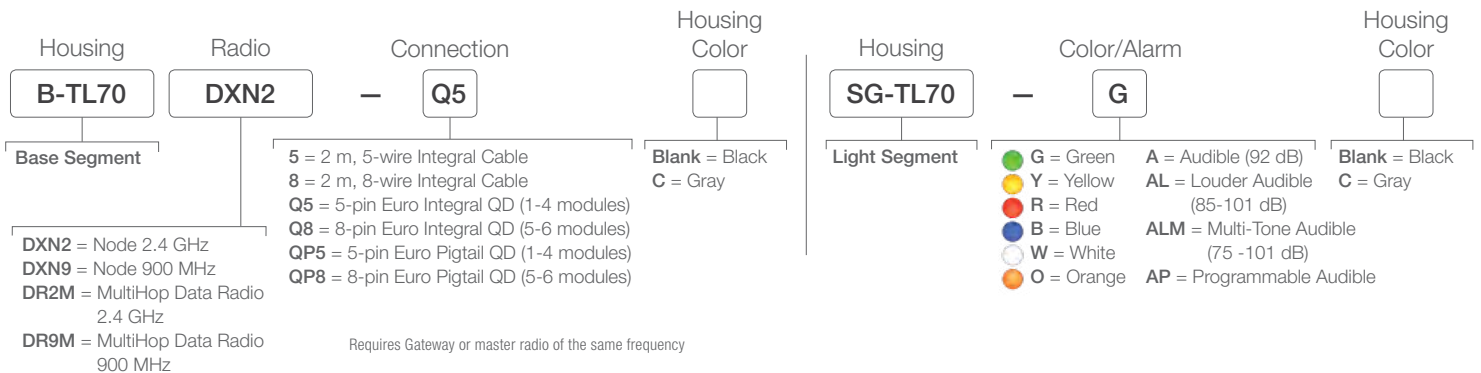 Housing
Radio
Connection
Housing
Color
B-TL70
DXN2
–
Q5
Base Segment
DXN2 = Node 2.4 GHz
DXN9 = Node 900 MHz
DR2M = MultiHop Data Radio
2.4 GHz
DR9M = MultiHop Data Radio
900 MHz
5 = 2 m, 5-wire Integral Cable
8 = 2 m, 8-wire Integral Cable
Q5 = 5-pin Euro Integral QD (1-4 modules)
Q8 = 8-pin Euro Integral QD (5-6 modules)
QP5 = 5-pin Euro Pigtail QD (1-4 modules)
QP8 = 8-pin Euro Pigtail QD (5-6 modules)
Blank = Black
C = Gray
Requires Gateway or master radio of the same frequency
Housing
Color/Alarm
Housing
Color
SG-TL70
–
G
Light Segment
G = Green
Y = Yellow
R = Red
B = Blue
W = White
O = Orange
A = Audible (92 dB)
AL = Louder Audible
(85-101 dB)
ALM = Multi-Tone Audible
(75 -101 dB)
AP = Programmable Audible
Blank = Black
C = Gray